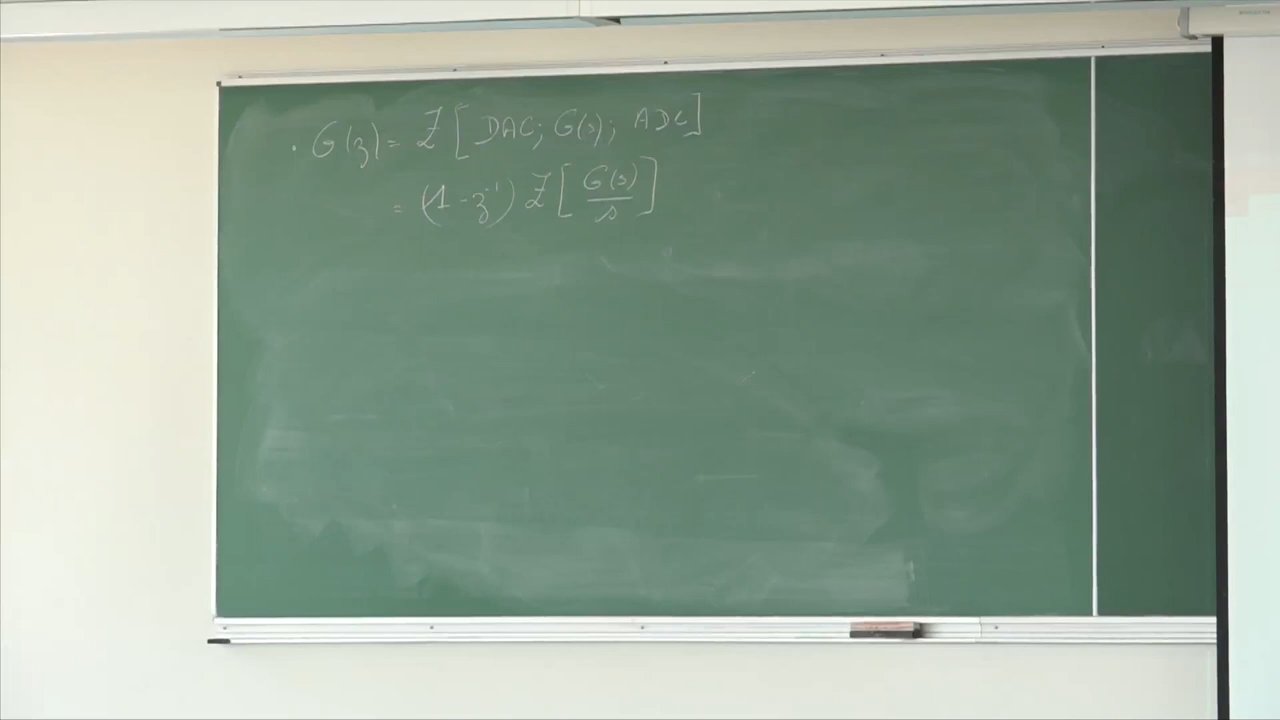 · G(z) = Z [ DAC; G(s); ADC ]
= (1 - z⁻¹) Z [ G(s) / s ]